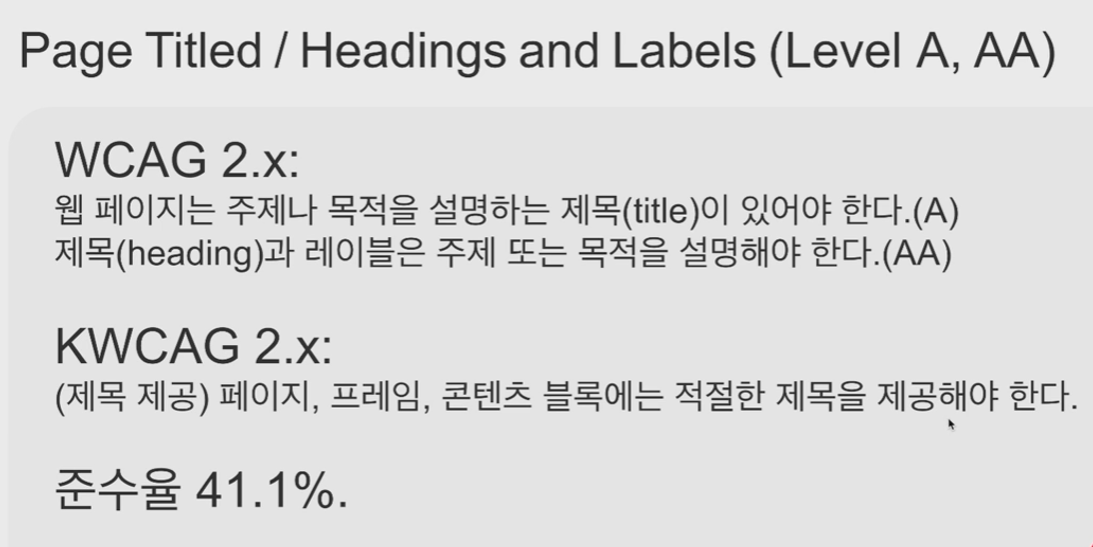 Page Titled / Headings and Labels (Level A, AA)
WCAG 2.x:
웹 페이지는 주제나 목적을 설명하는 제목(title)이 있어야 한다.(A)
제목(heading)과 레이블은 주제 또는 목적을 설명해야 한다.(AA)
KWCAG 2.x:
(제목 제공) 페이지, 프레임, 콘텐츠 블록에는 적절한 제목을 제공해야 한다.
준수율 41.1%.